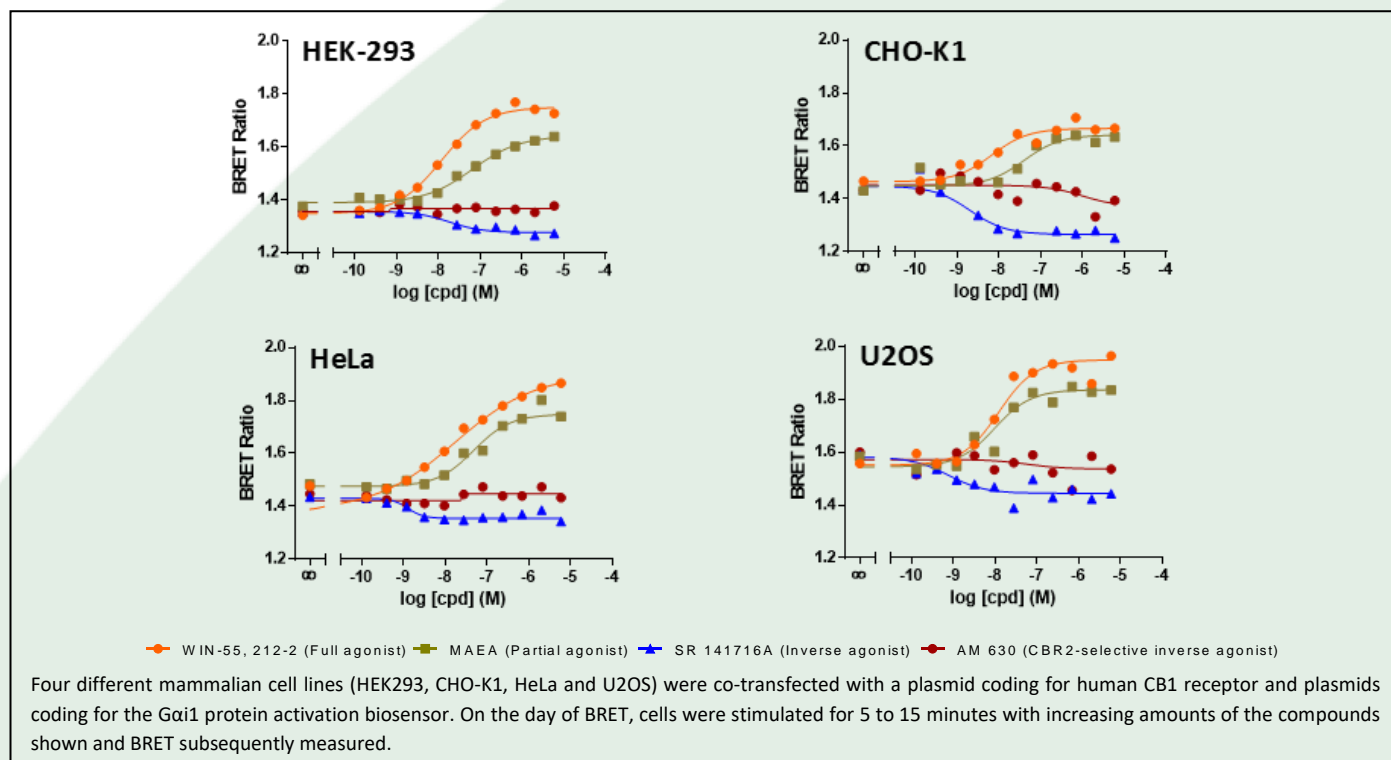 HEK-293
2.0
1.8
1.6
1.4
1.2
BRET Ratio
∞ -10 -9 -8 -7 -6 -5 -4
log [cpd] (M)
CHO-K1
2.0
1.8
1.6
1.4
1.2
BRET Ratio
∞ -10 -9 -8 -7 -6 -5 -4
log [cpd] (M)
HeLa
2.0
1.8
1.6
1.4
1.2
BRET Ratio
∞ -10 -9 -8 -7 -6 -5 -4
log [cpd] (M)
U2OS
2.0
1.8
1.6
1.4
1.2
BRET Ratio
∞ -10 -9 -8 -7 -6 -5 -4
log [cpd] (M)
WIN-55, 212-2 (Full agonist) MAEA (Partial agonist) SR 141716A (Inverse agonist) AM 630 (CBR2-selective inverse agonist)
Four different mammalian cell lines (HEK293, CHO-K1, HeLa and U2OS) were co-transfected with a plasmid coding for human CB1 receptor and plasmids
coding for the Gαi1 protein activation biosensor. On the day of BRET, cells were stimulated for 5 to 15 minutes with increasing amounts of the compounds
shown and BRET subsequently measured.